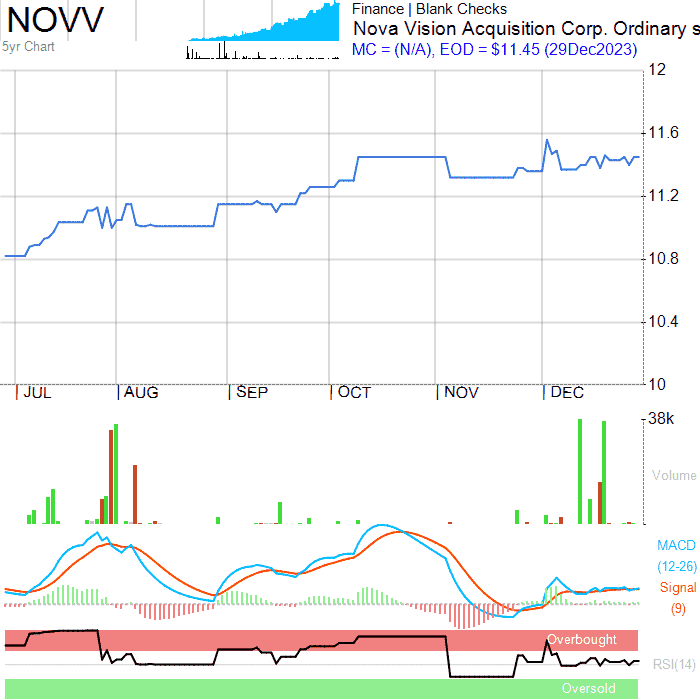 NOVV
5yr Chart
Finance | Blank Checks
Nova Vision Acquisition Corp. Ordinary s
MC = (N/A), EOD = $11.45 (29Dec2023)
12
11.6
11.2
10.8
10.4
10
JUL AUG SEP OCT NOV DEC
38k
Volume
MACD
(12-26)
Signal
(9)
Overbought
RSI(14)
Oversold